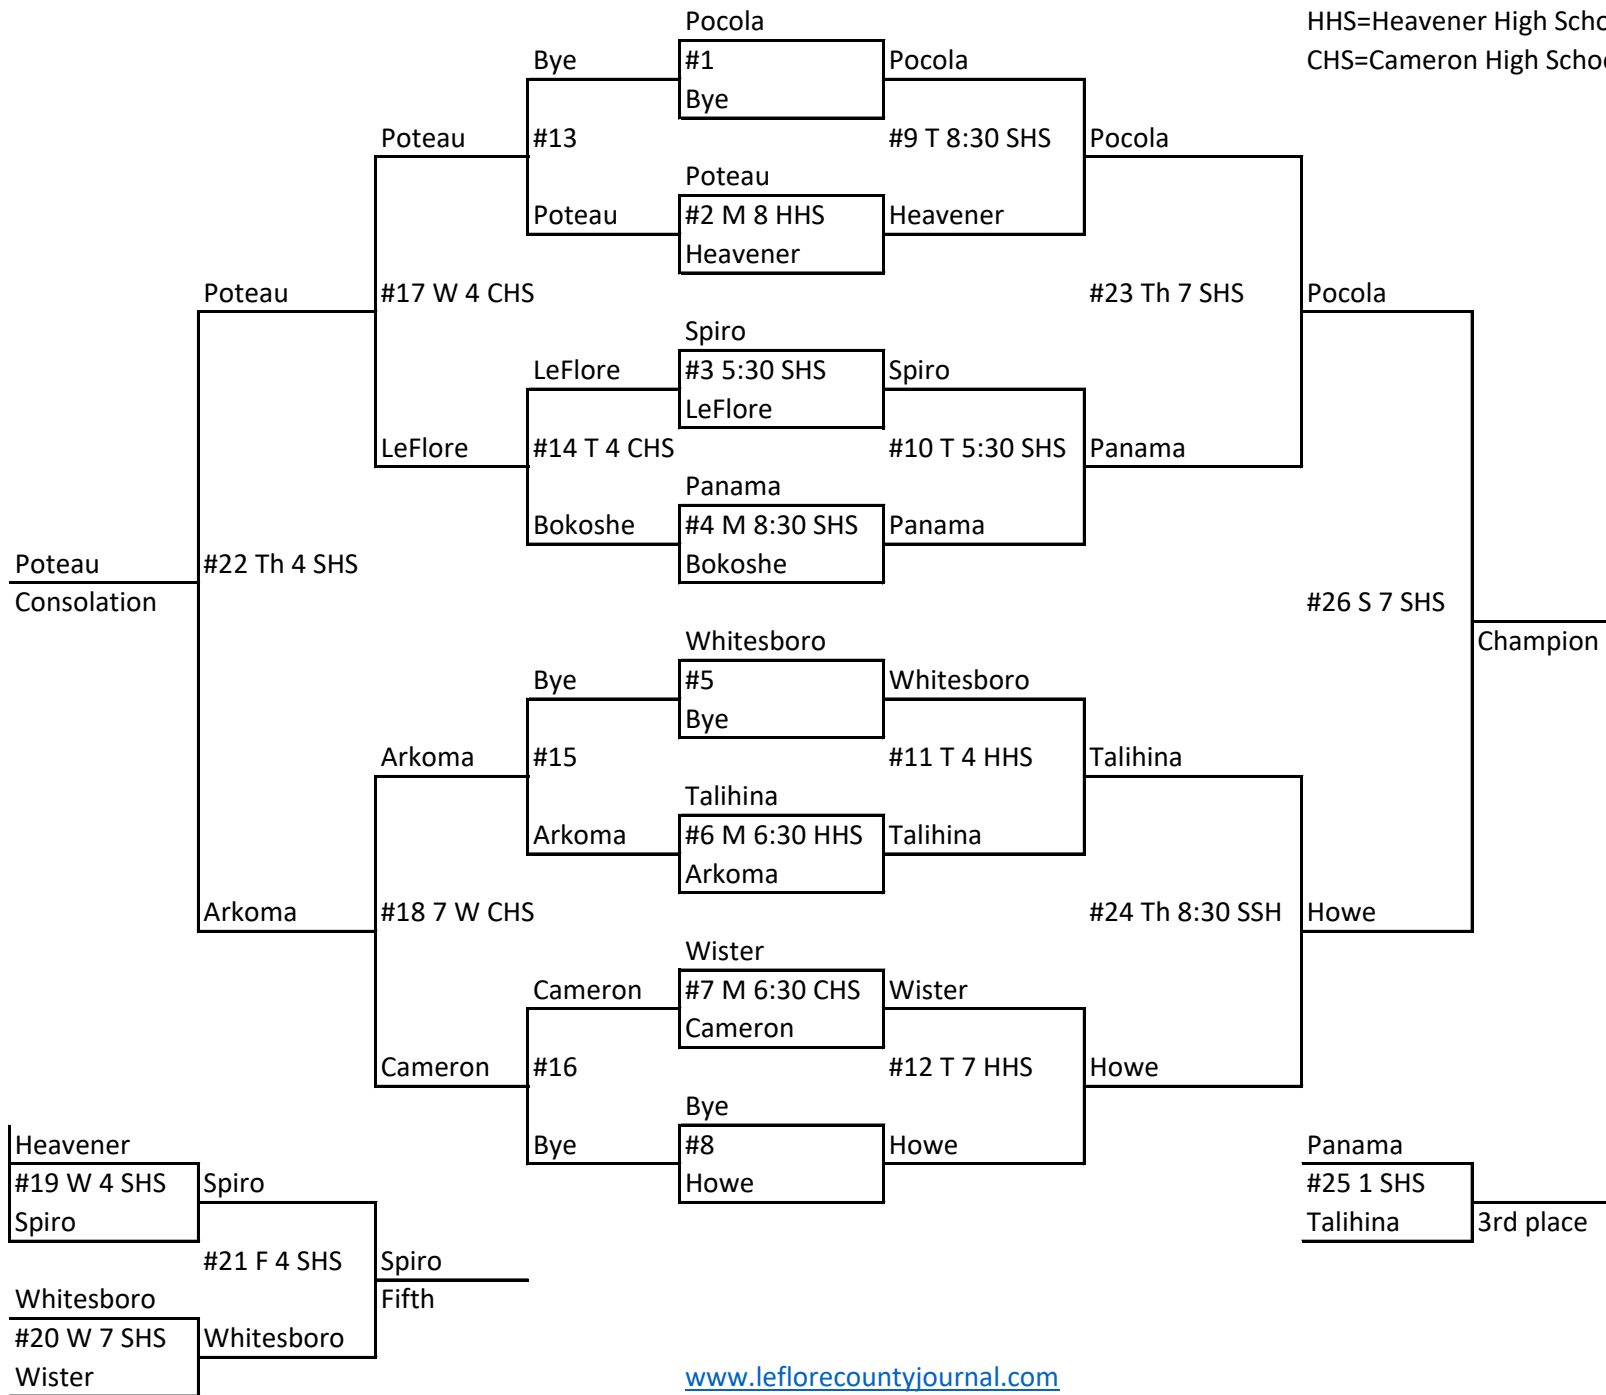 Pocola
HHS=Heavener High Scho
Bye #1 Pocola
CHS=Cameron High Schoo
Bye
Poteau #13 #9 T 8:30 SHS Pocola
Poteau
Poteau #2 M 8 HHS Heavener
Heavener
Poteau #17 W 4 CHS #23 Th 7 SHS Pocola
Spiro
LeFlore #3 5:30 SHS Spiro
LeFlore
LeFlore #14 T 4 CHS #10 T 5:30 SHS Panama
Panama
Bokoshe #4 M 8:30 SHS Panama
Poteau #22 Th 4 SHS Bokoshe
Consolation #26 S 7 SHS
Whitesboro Champion
Bye #5 Whitesboro
Bye
Arkoma #15 #11 T 4 HHS Talihina
Talihina
Arkoma #6 M 6:30 HHS Talihina
Arkoma
Arkoma #18 7 W CHS #24 Th 8:30 SSH Howe
Wister
Cameron #7 M 6:30 CHS Wister
Cameron
Cameron #16 #12 T 7 HHS Howe
Bye
Heavener Bye #8 Howe Panama
#19 W 4 SHS Spiro Howe #25 1 SHS
Spiro Talihina 3rd place
#21 F 4 SHS Spiro
Whitesboro Fifth
#20 W 7 SHS Whitesboro
Wister www.leflorecountyjournal.com